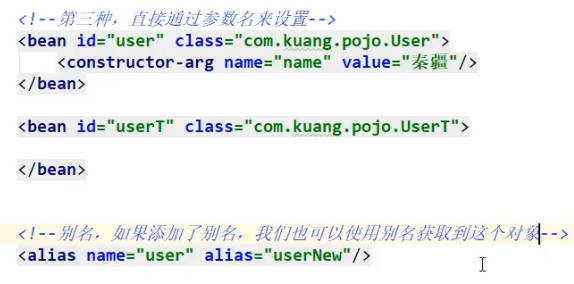 <!--第三种，直接通过参数名来设置-->
<bean id="user" class="com.kuang.pojo.User">
<constructor-arg name="name" value="秦疆"/>
</bean>
<bean id="userT" class="com.kuang.pojo.UserT">
</bean>
<!--别名，如果添加了别名，我们也可以使用别名获取到这个对象-->
<alias name="user" alias="userNew"/>